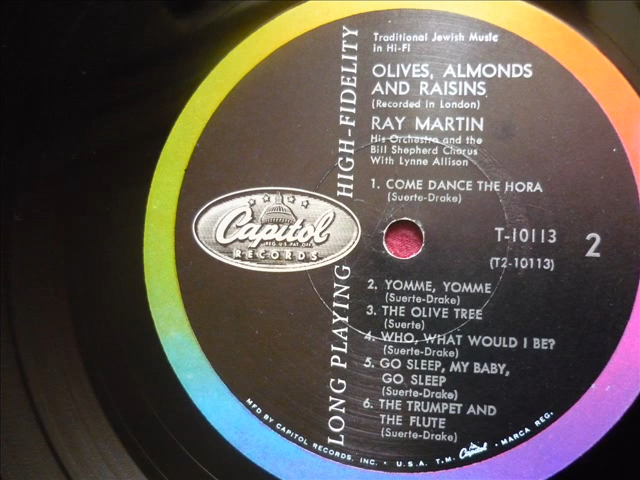 Traditional Jewish Music
in Hi-Fi
OLIVES, ALMONDS
AND RAISINS
(Recorded in London)
RAY MARTIN
His Orchestra and the
Bill Shepherd Chorus
With Lynne Allison
1. COME DANCE THE HORA
(Suerte-Drake)
T-10113
(T2-10113)
2
2. YOMME, YOMME
(Suerte-Drake)
3. THE OLIVE TREE
(Suerte)
4. WHO, WHAT WOULD I BE?
(Suerte-Drake)
5. GO SLEEP, MY BABY,
GO SLEEP
(Suerte-Drake)
6. THE TRUMPET AND
THE FLUTE
(Suerte-Drake)
LONG PLAYING HIGH-FIDELITY
Capitol
REG. U.S. PAT. OFF.
RECORDS
MFD BY CAPITOL RECORDS, INC. • U.S.A. T.M. Capitol • MARCA REG.